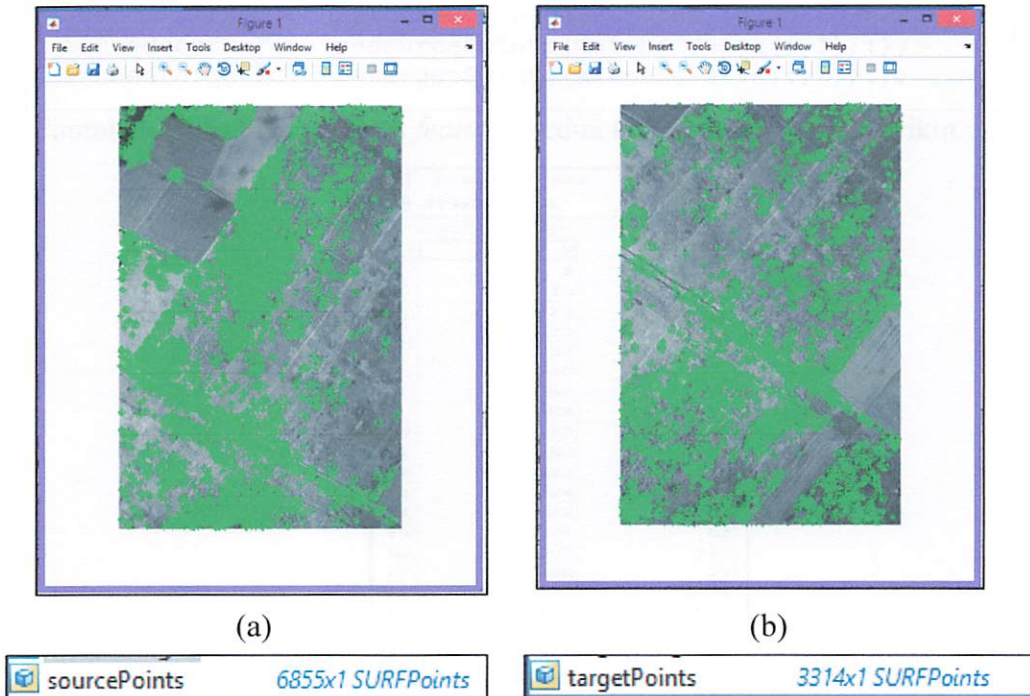 Figure 1
File Edit View Insert Tools Desktop Window Help
Figure 1
File Edit View Insert Tools Desktop Window Help
(a)
(b)
sourcePoints 6855x1 SURFPoints
targetPoints 3314x1 SURFPoints